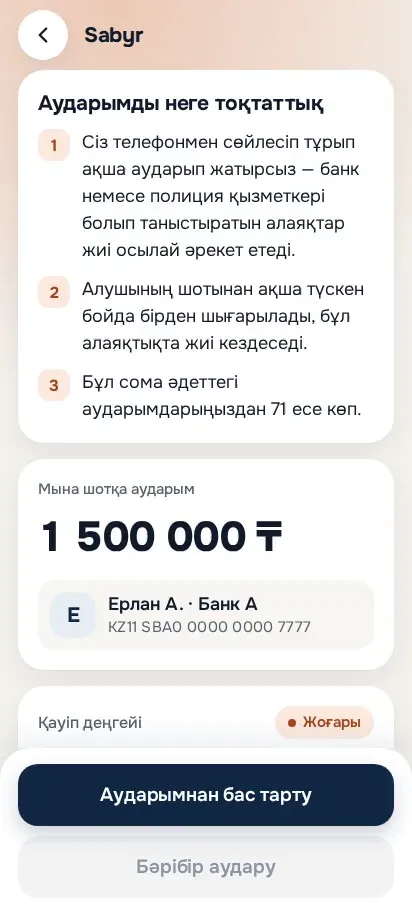 Sabyr
Аударымды неге тоқтаттық
1 Сіз телефонмен сөйлесіп тұрып
ақша аударып жатырсыз — банк
немесе полиция қызметкері
болып таныстыратын алаяқтар
жиі осылай әрекет етеді.
2 Алушының шотынан ақша түскен
бойда бірден шығарылады, бұл
алаяқтықта жиі кездеседі.
3 Бұл сома әдеттегі
аударымдарыңыздан 71 есе көп.
Мына шотқа аударым
1 500 000 ₸
Е
Ерлан А. · Банк А
KZ11 SBA0 0000 0000 7777
Қауіп деңгейі
Жоғары
Аударымнан бас тарту
Бәрібір аудару